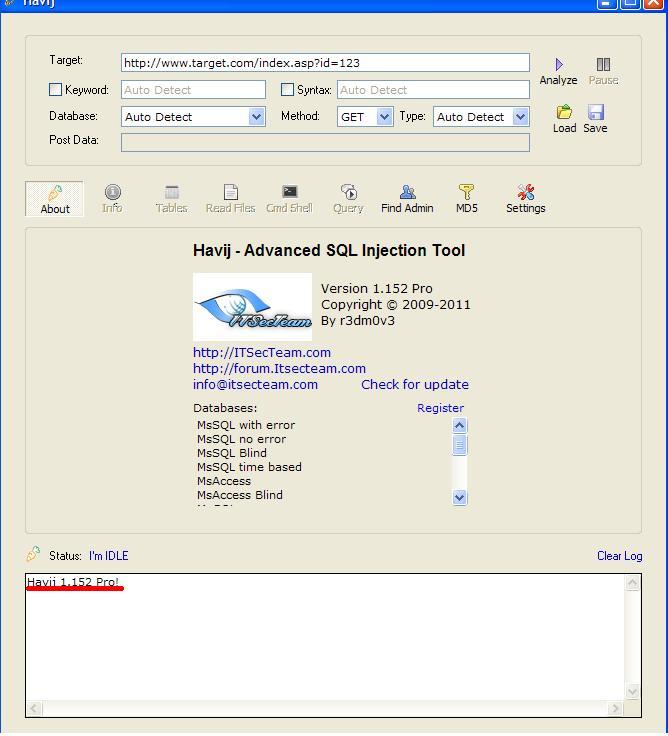 Havij
Target: http://www.target.com/index.asp?id=123
Analyze Pause
Keyword: Auto Detect Syntax: Auto Detect
Database: Auto Detect Method: GET Type: Auto Detect
Load Save
Post Data:
About Info Tables Read Files Cmd Shell Query Find Admin MD5 Settings
Havij - Advanced SQL Injection Tool
ITSecTeam
Version 1.152 Pro
Copyright © 2009-2011
By r3dm0v3
http://ITSecTeam.com
http://forum.Itsecteam.com
info@itsecteam.com Check for update
Databases: Register
MsSQL with error
MsSQL no error
MsSQL Blind
MsSQL time based
MsAccess
MsAccess Blind
Status: I'm IDLE Clear Log
Havij 1.152 Pro!